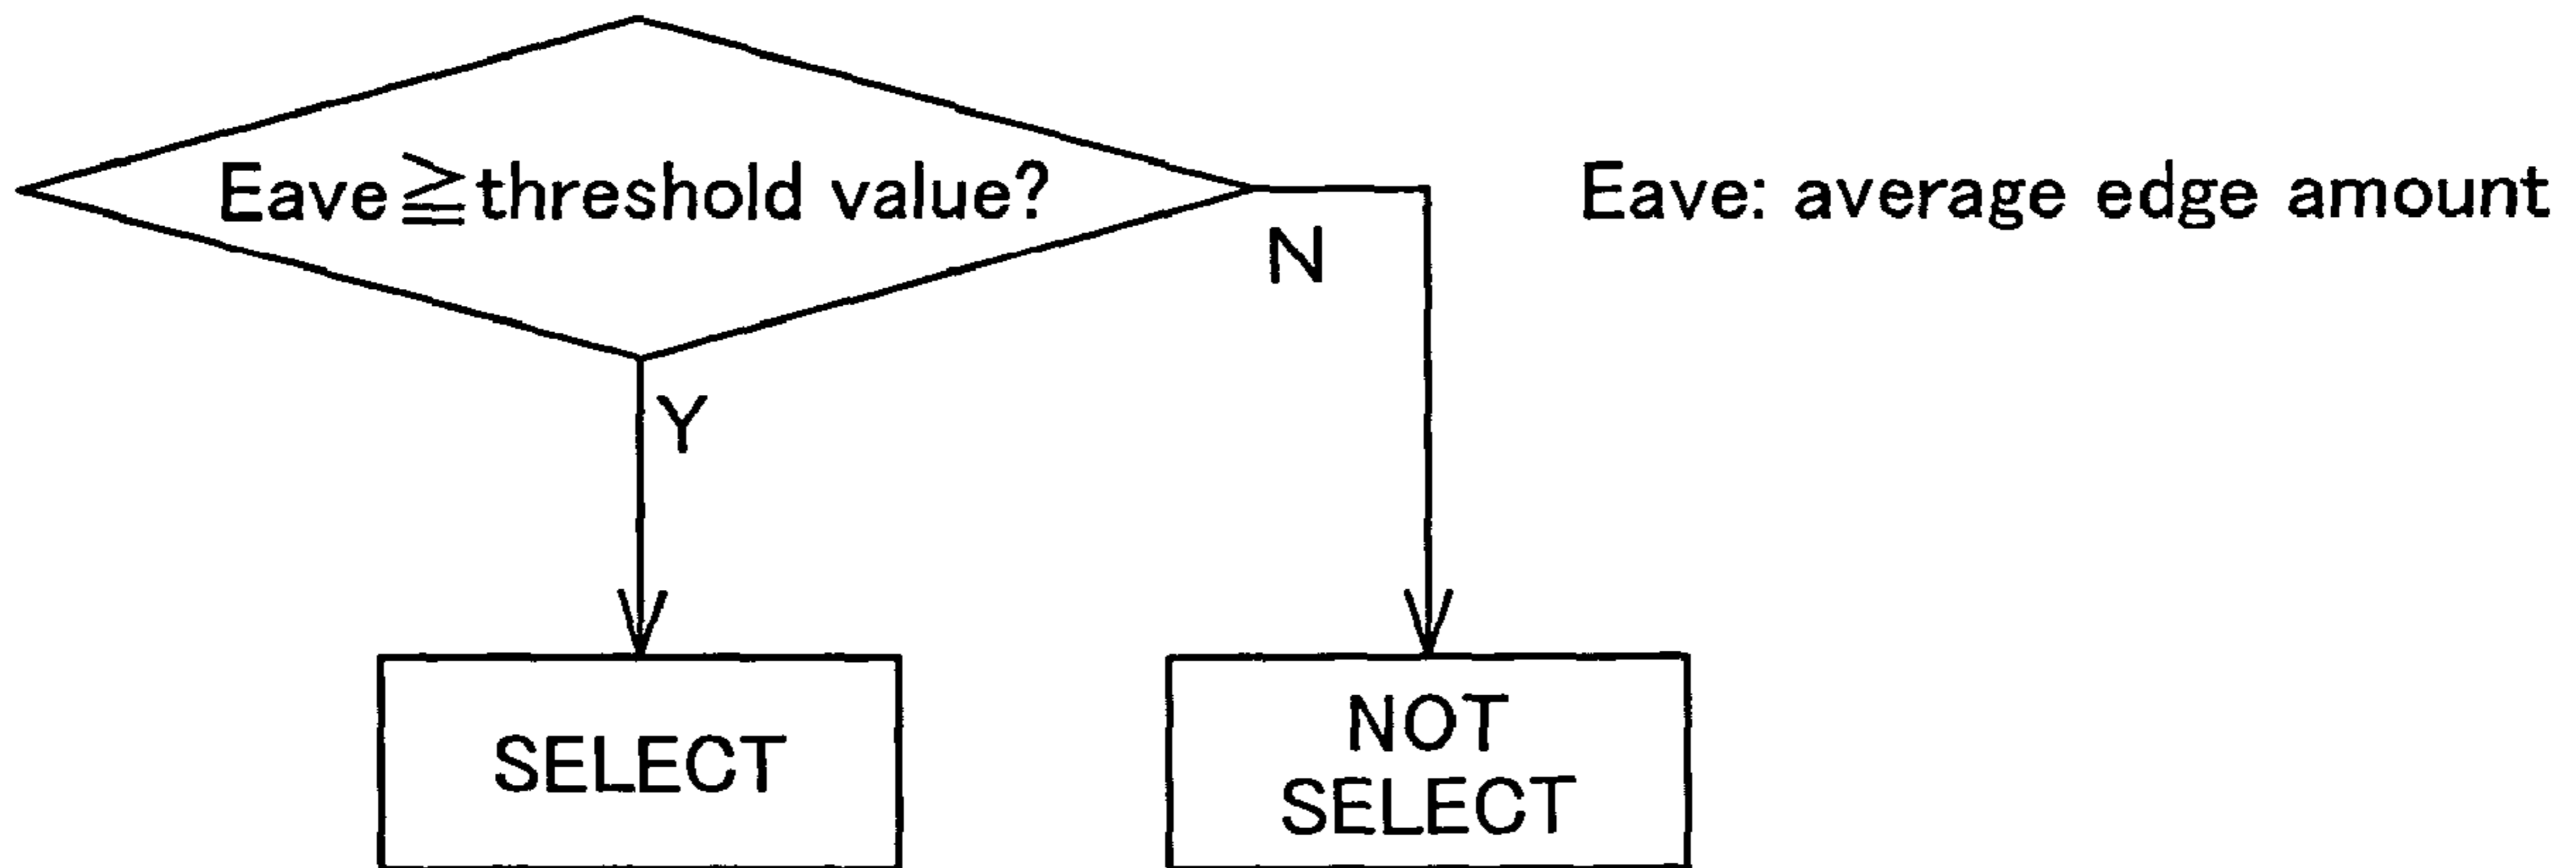 Eave≧threshold value?
Eave: average edge amount
N
Y
SELECT
NOT
SELECT